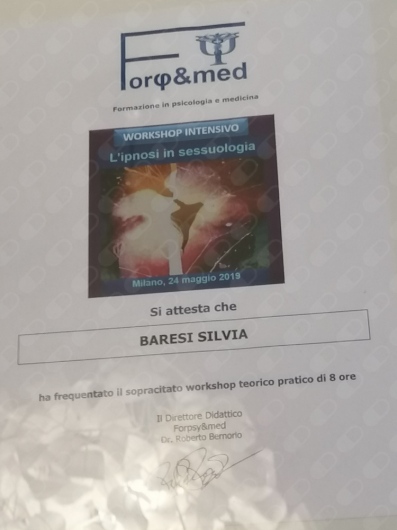 Forφ&med
Formazione in psicologia e medicina
WORKSHOP INTENSIVO
L'ipnosi in sessuologia
Milano, 24 maggio 2019
Si attesta che
BARESI SILVIA
ha frequentato il sopracitato workshop teorico pratico di 8 ore
Il Direttore Didattico
Forpsy&med
Dr. Roberto Bernorio